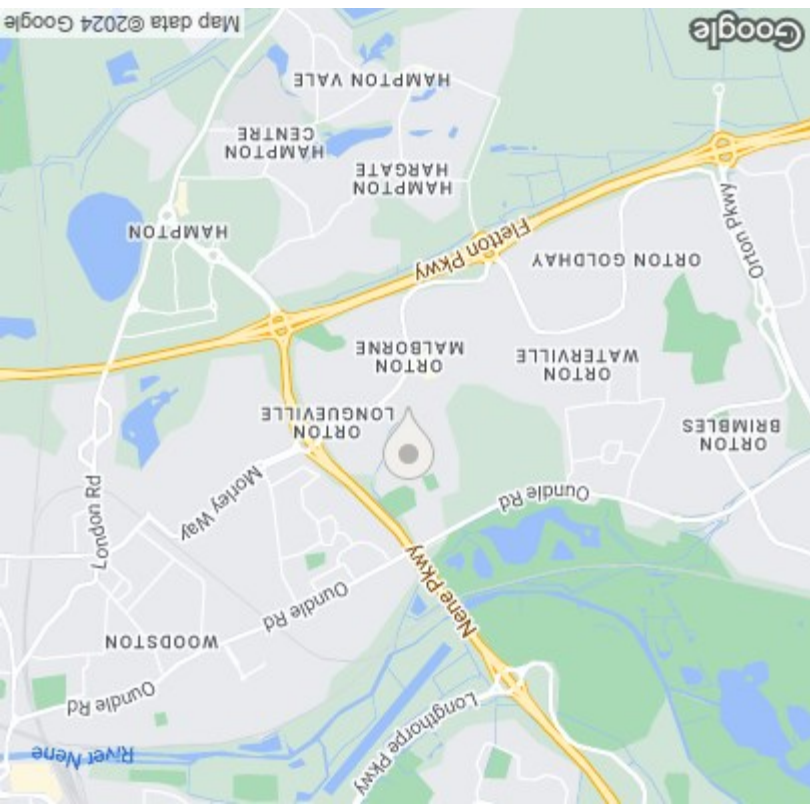 River Nene
Oundle Rd
Longthorpe Pkwy
WOODSTON
Nene Pkwy
Oundle Rd
London Rd
Morley Way
Oundle Rd
ORTON
BRIMBLES
ORTON
LONGUEVILLE
ORTON
WATERVILLE
ORTON
MALBORNE
Orton Pkwy
ORTON GOLDHAY
Fletton Pkwy
HAMPTON
HAMPTON
HARGATE
HAMPTON
CENTRE
HAMPTON VALE
Google
Map data ©2024 Google